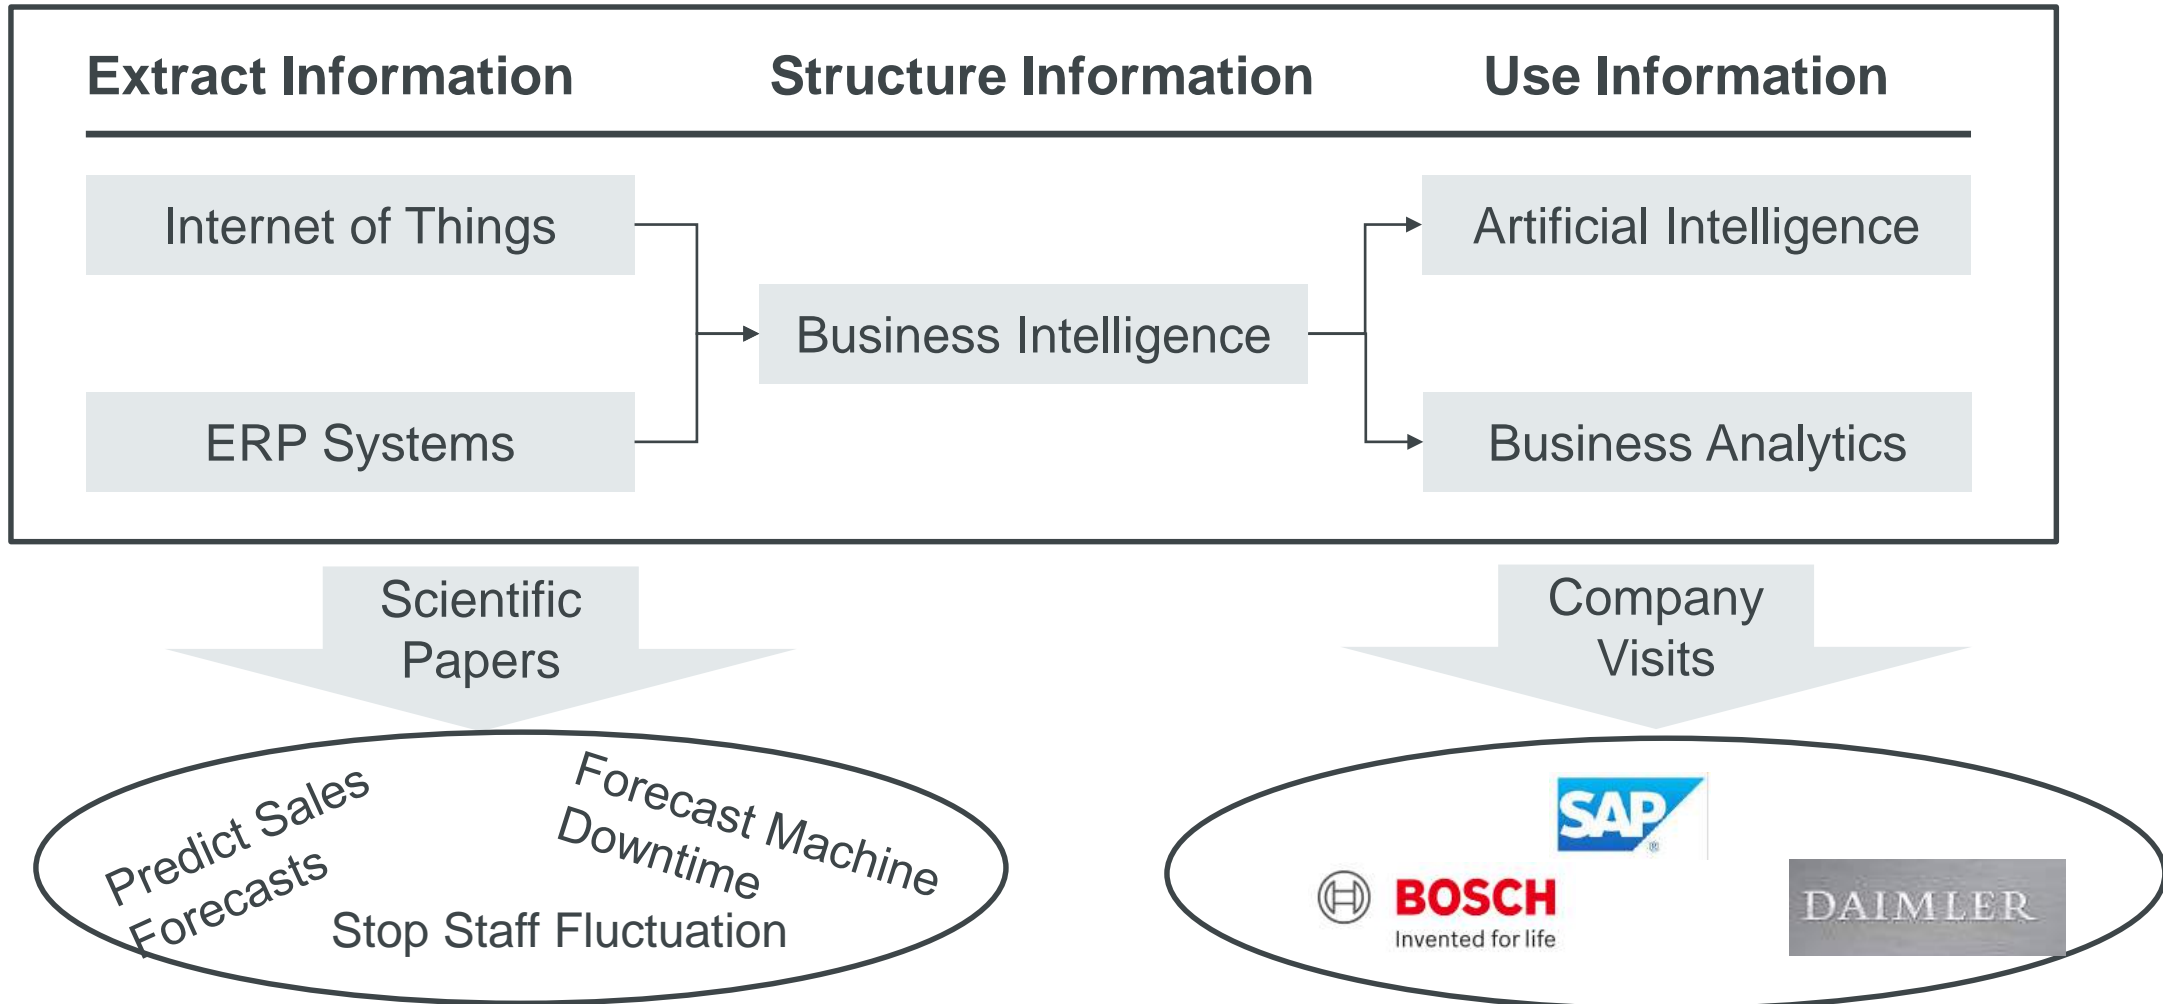 Extract Information
Structure Information
Use Information
Internet of Things
Artificial Intelligence
Business Intelligence
ERP Systems
Business Analytics
Scientific
Papers
Company
Visits
Predict Sales
Forecasts
Forecast Machine
Downtime
Stop Staff Fluctuation
SAP
®
BOSCH
Invented for life
DAIMLER